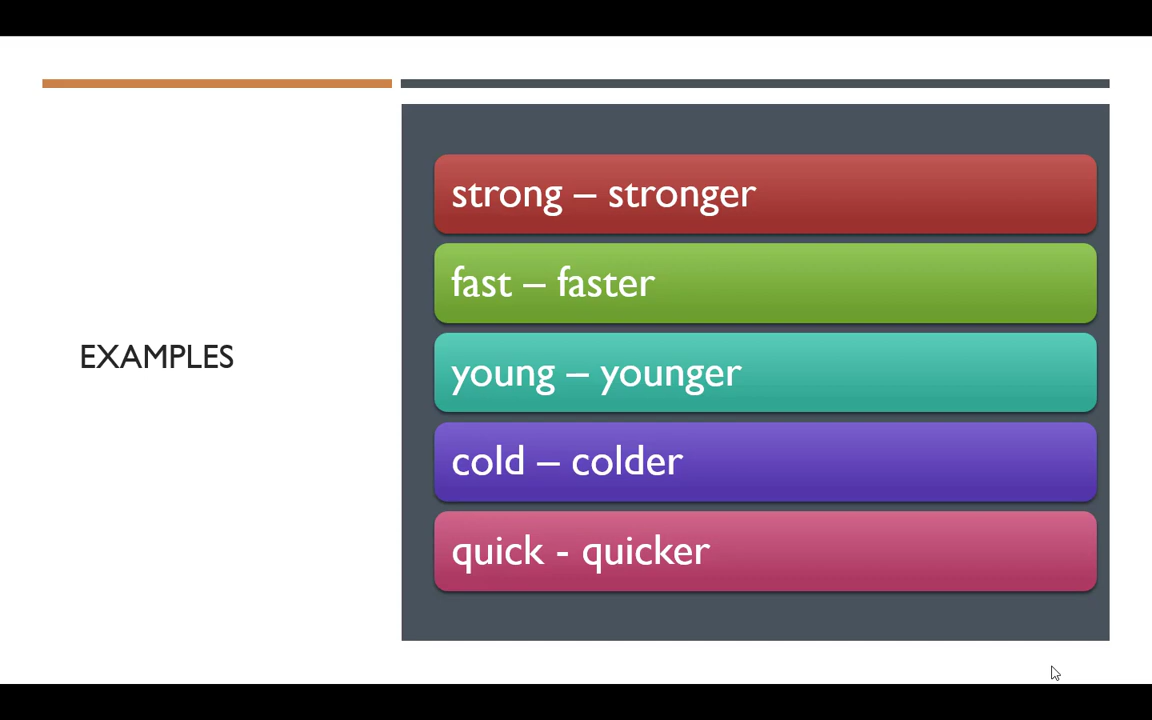 EXAMPLES
strong – stronger
fast – faster
young – younger
cold – colder
quick - quicker